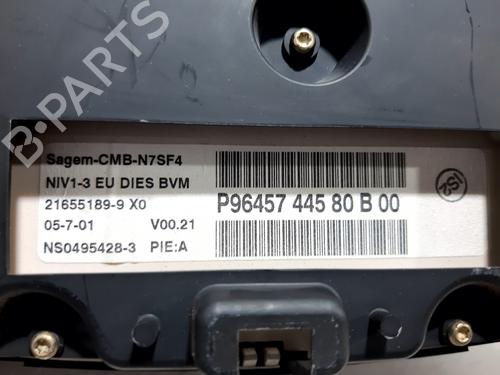 Sagem-CMB-N7SF4
NIV1-3 EU DIES BVM
21655189-9 X0
05-7-01 V00.21
NS0495428-3 PIE:A
P96457 445 80 B 00
IS2